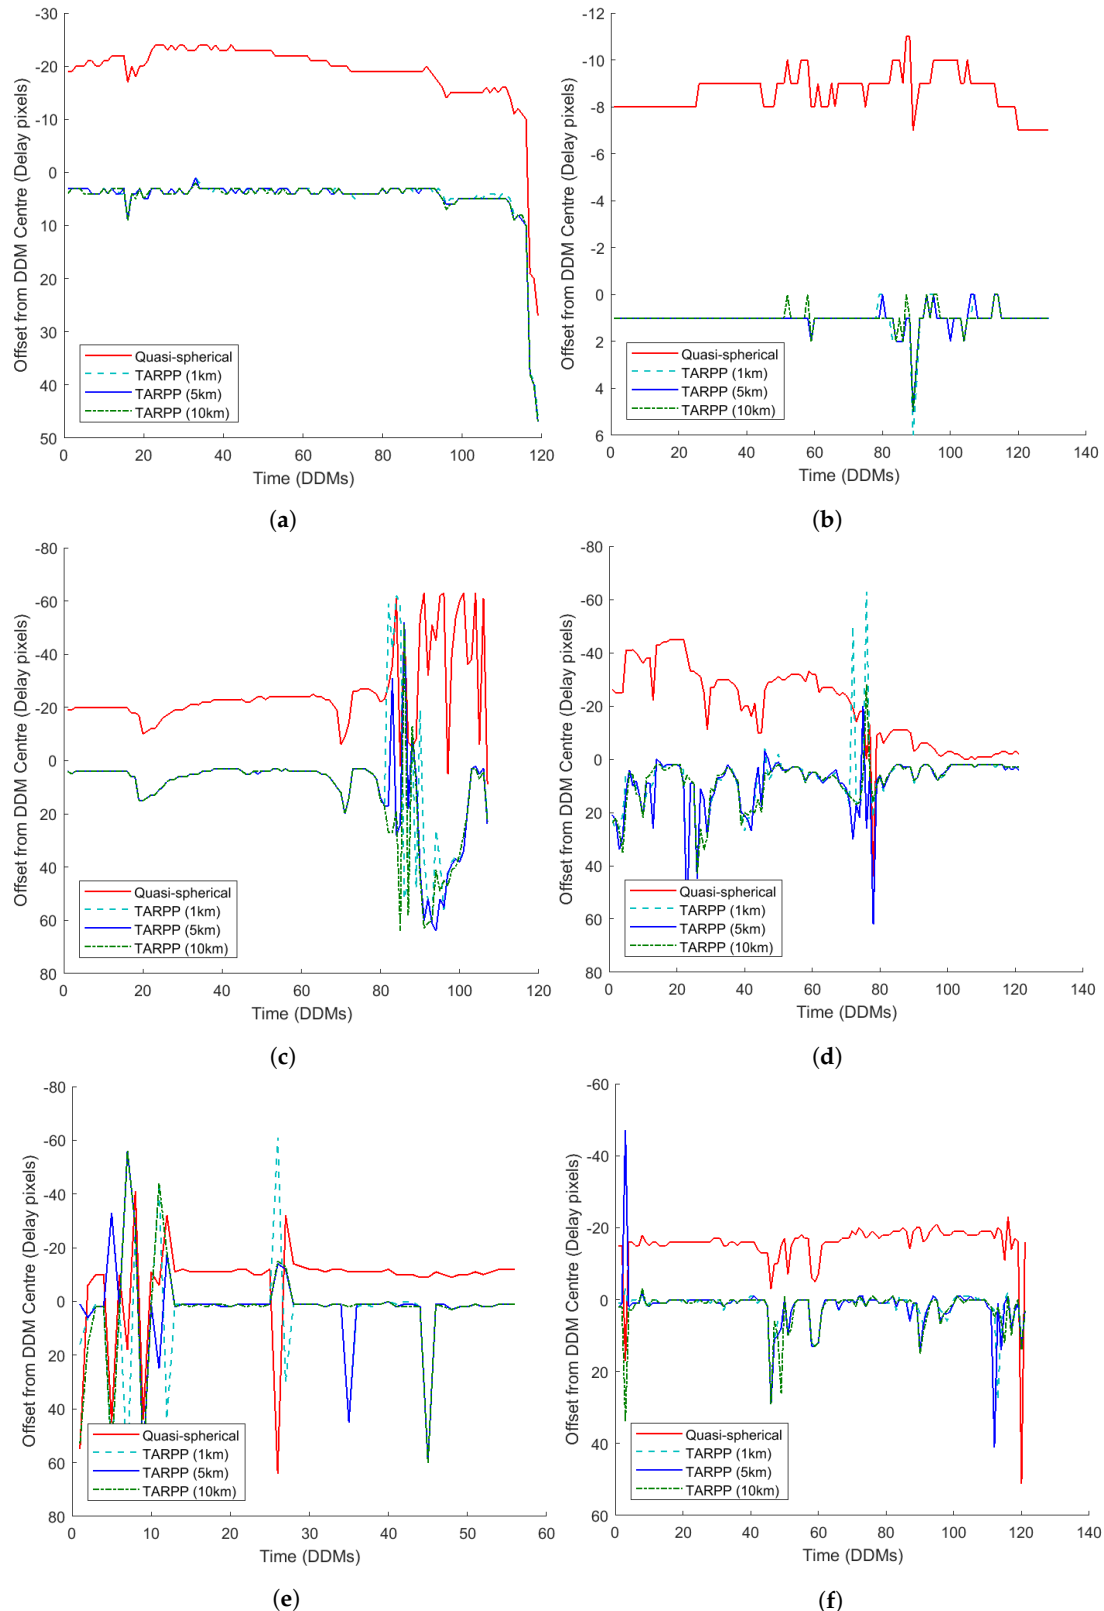 -30
-20
-10
0
10
20
30
40
50
0 20 40 60 80 100 120
Offset from DDM Centre (Delay pixels)
Time (DDMs)
Quasi-spherical
TARPP (1km)
TARPP (5km)
TARPP (10km)
(a)
-12
-10
-8
-6
-4
-2
0
2
4
6
0 20 40 60 80 100 120 140
Offset from DDM Centre (Delay pixels)
Time (DDMs)
Quasi-spherical
TARPP (1km)
TARPP (5km)
TARPP (10km)
(b)
-80
-60
-40
-20
0
20
40
60
80
0 20 40 60 80 100 120
Offset from DDM Centre (Delay pixels)
Time (DDMs)
Quasi-spherical
TARPP (1km)
TARPP (5km)
TARPP (10km)
(c)
-80
-60
-40
-20
0
20
40
60
80
0 20 40 60 80 100 120 140
Offset from DDM Centre (Delay pixels)
Time (DDMs)
Quasi-spherical
TARPP (1km)
TARPP (5km)
TARPP (10km)
(d)
-80
-60
-40
-20
0
20
40
60
80
0 10 20 30 40 50 60
Offset from DDM Centre (Delay pixels)
Time (DDMs)
Quasi-spherical
TARPP (1km)
TARPP (5km)
TARPP (10km)
(e)
-60
-40
-20
0
20
40
60
0 20 40 60 80 100 120 140
Offset from DDM Centre (Delay pixels)
Time (DDMs)
Quasi-spherical
TARPP (1km)
TARPP (5km)
TARPP (10km)
(f)